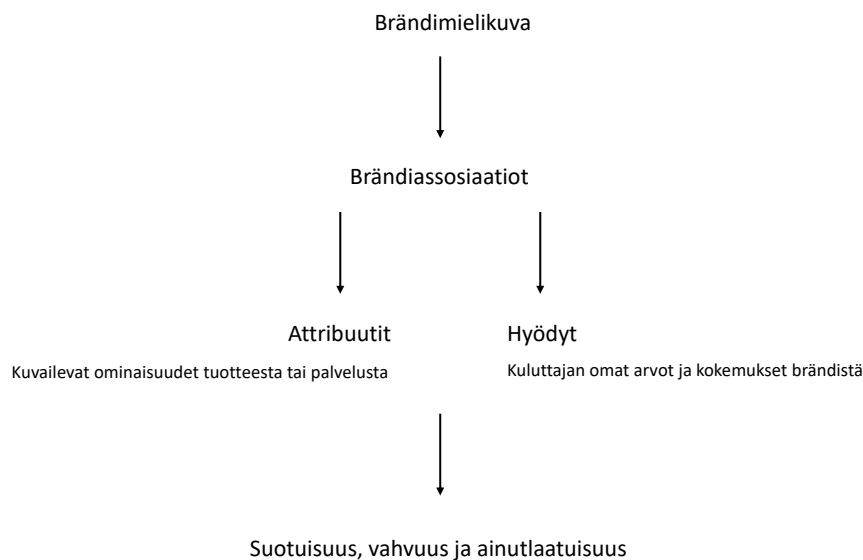 Brändimielikuva
Brändiassosiaatiot
Attribuutit
Hyödyt
Kuvailevat ominaisuudet tuotteesta tai palvelusta
Kuluttajan omat arvot ja kokemukset brändistä
Suotuisuus, vahvuus ja ainutlaatuisuus